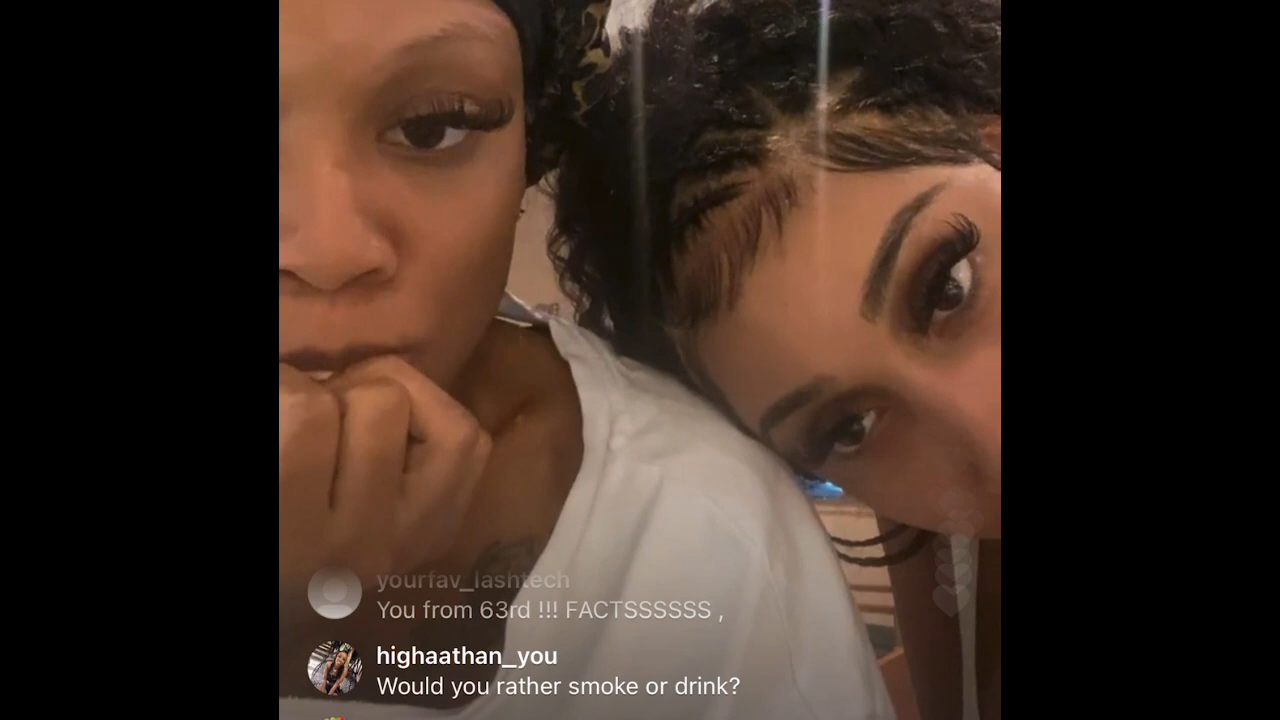 yourfav_lashtech
You from 63rd !!! FACTSSSSSS ,
highaathan_you
Would you rather smoke or drink?